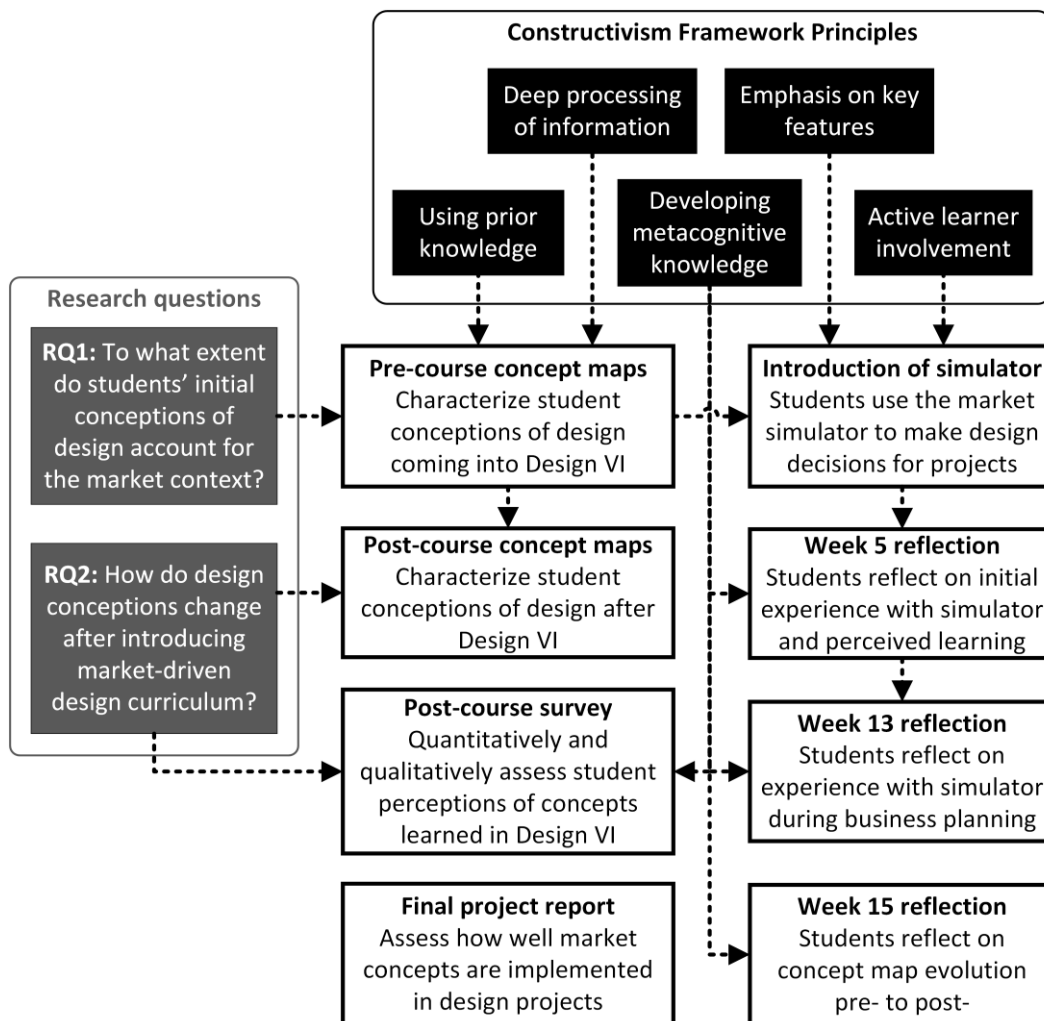 Constructivism Framework Principles
Deep processing
of information
Emphasis on key
features
Using prior
knowledge
Developing
metacognitive
knowledge
Active learner
involvement
Research questions
RQ1: To what extent
do students’ initial
conceptions of
design account for
the market context?
Pre-course concept maps
Characterize student
conceptions of design
coming into Design VI
Introduction of simulator
Students use the market
simulator to make design
decisions for projects
RQ2: How do design
conceptions change
after introducing
market-driven
design curriculum?
Post-course concept maps
Characterize student
conceptions of design after
Design VI
Week 5 reflection
Students reflect on initial
experience with simulator
and perceived learning
Post-course survey
Quantitatively and
qualitatively assess student
perceptions of concepts
learned in Design VI
Week 13 reflection
Students reflect on
experience with simulator
during business planning
Final project report
Assess how well market
concepts are implemented
in design projects
Week 15 reflection
Students reflect on
concept map evolution
pre- to post-